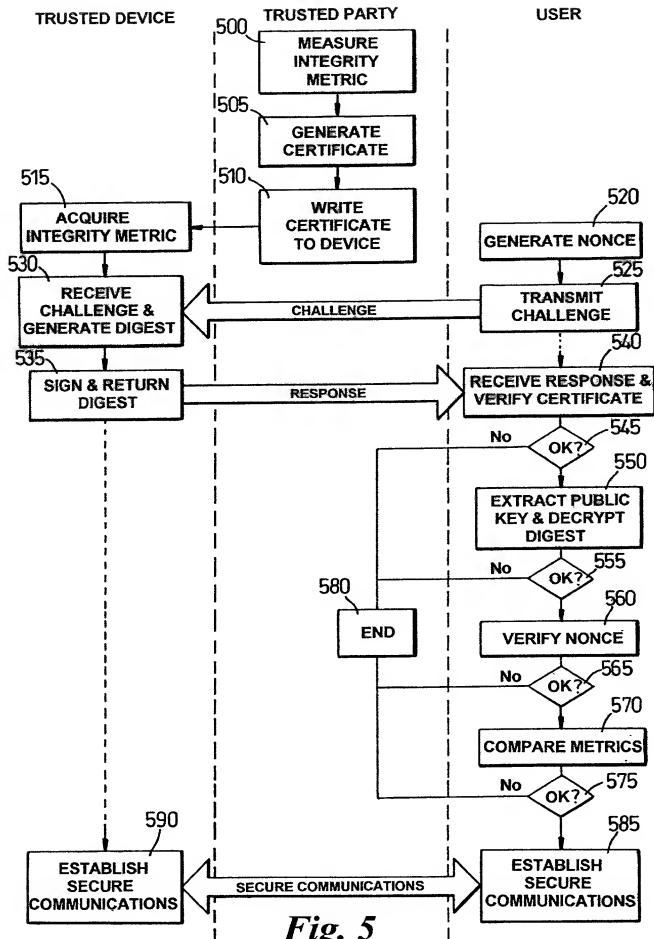 TRUSTED DEVICE
TRUSTED PARTY
USER
500
MEASURE
INTEGRITY
METRIC
505
GENERATE
CERTIFICATE
510
WRITE
CERTIFICATE
TO DEVICE
515
ACQUIRE
INTEGRITY METRIC
520
GENERATE NONCE
525
TRANSMIT
CHALLENGE
530
RECEIVE
CHALLENGE &
GENERATE DIGEST
CHALLENGE
535
SIGN & RETURN
DIGEST
RESPONSE
540
RECEIVE RESPONSE &
VERIFY CERTIFICATE
No
OK?
545
550
EXTRACT PUBLIC
KEY & DECRYPT
DIGEST
No
OK?
555
580
END
560
VERIFY NONCE
No
OK?
565
570
COMPARE METRICS
No
OK?
575
590
ESTABLISH
SECURE
COMMUNICATIONS
SECURE COMMUNICATIONS
585
ESTABLISH
SECURE
COMMUNICATIONS
Fig. 5